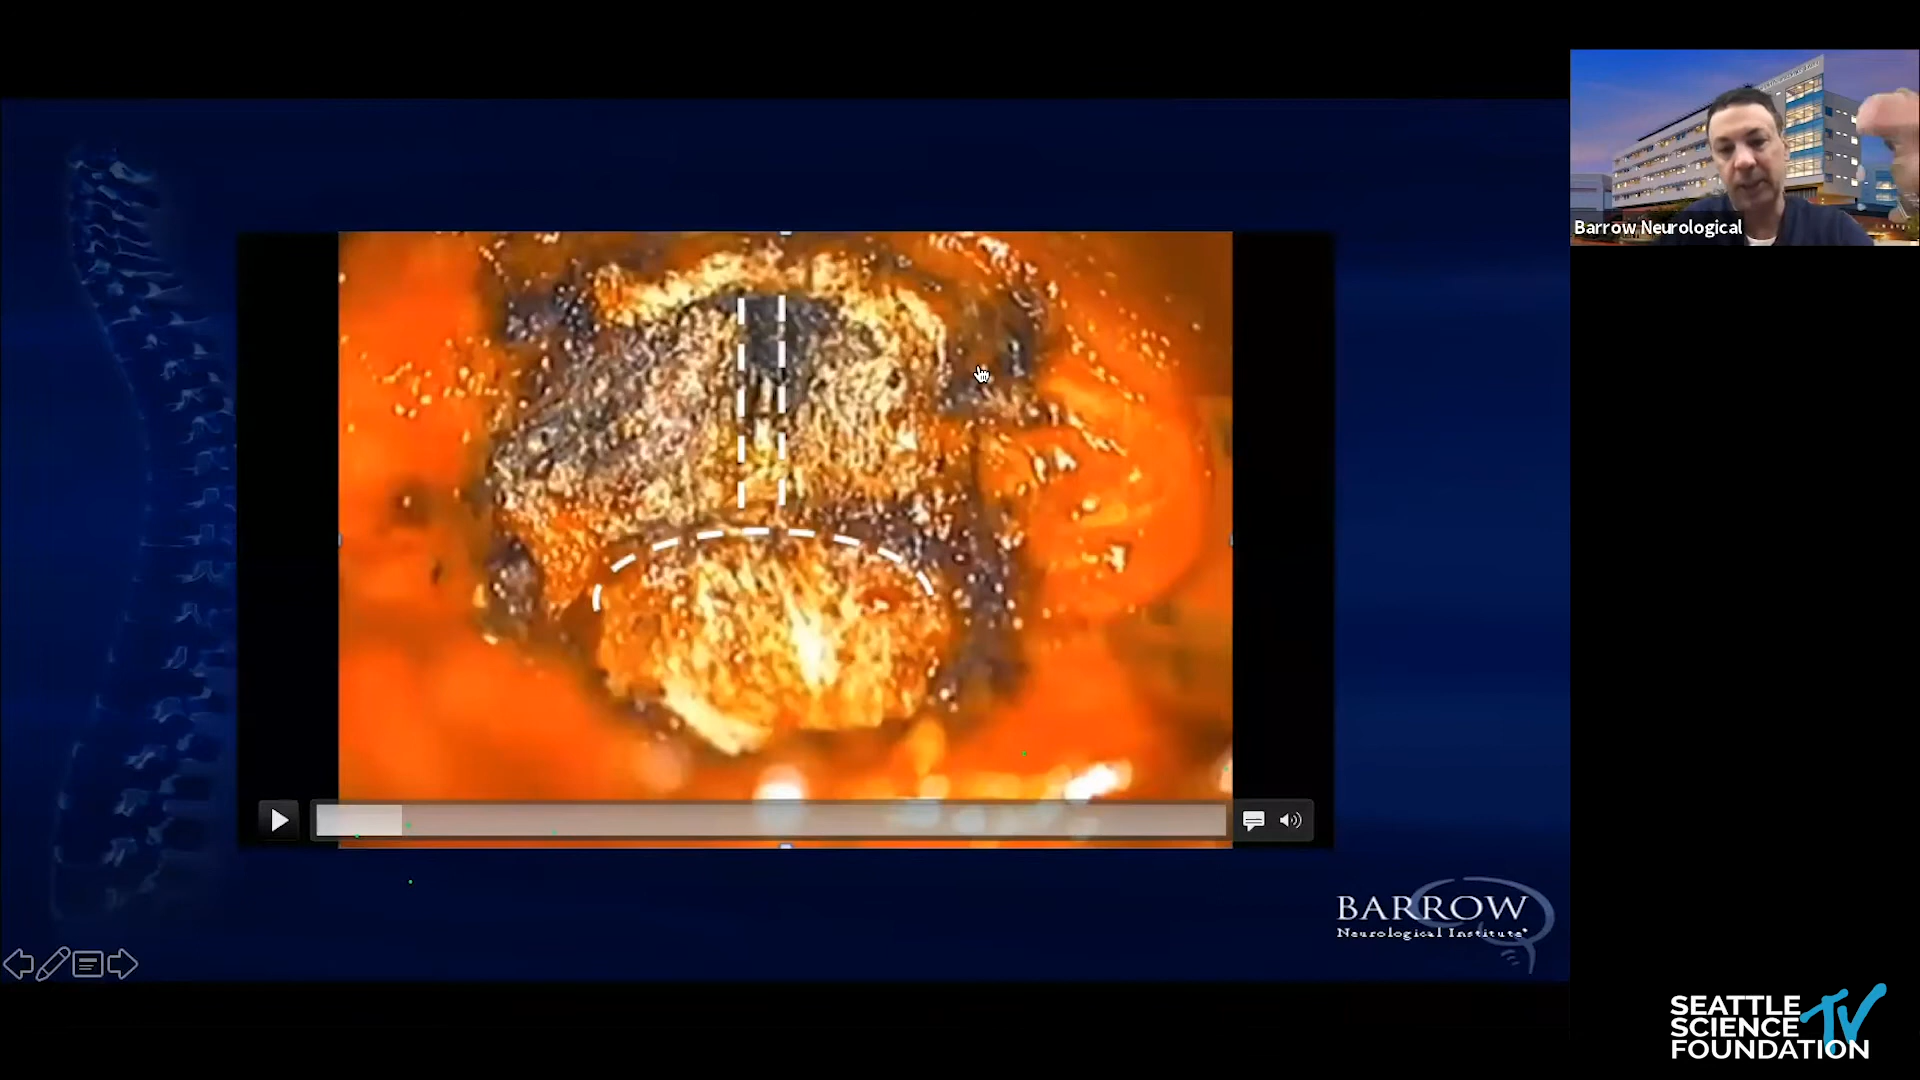 Barrow Neurological
BARROW
Neurological Institute®
SEATTLE
SCIENCE
FOUNDATION
TV